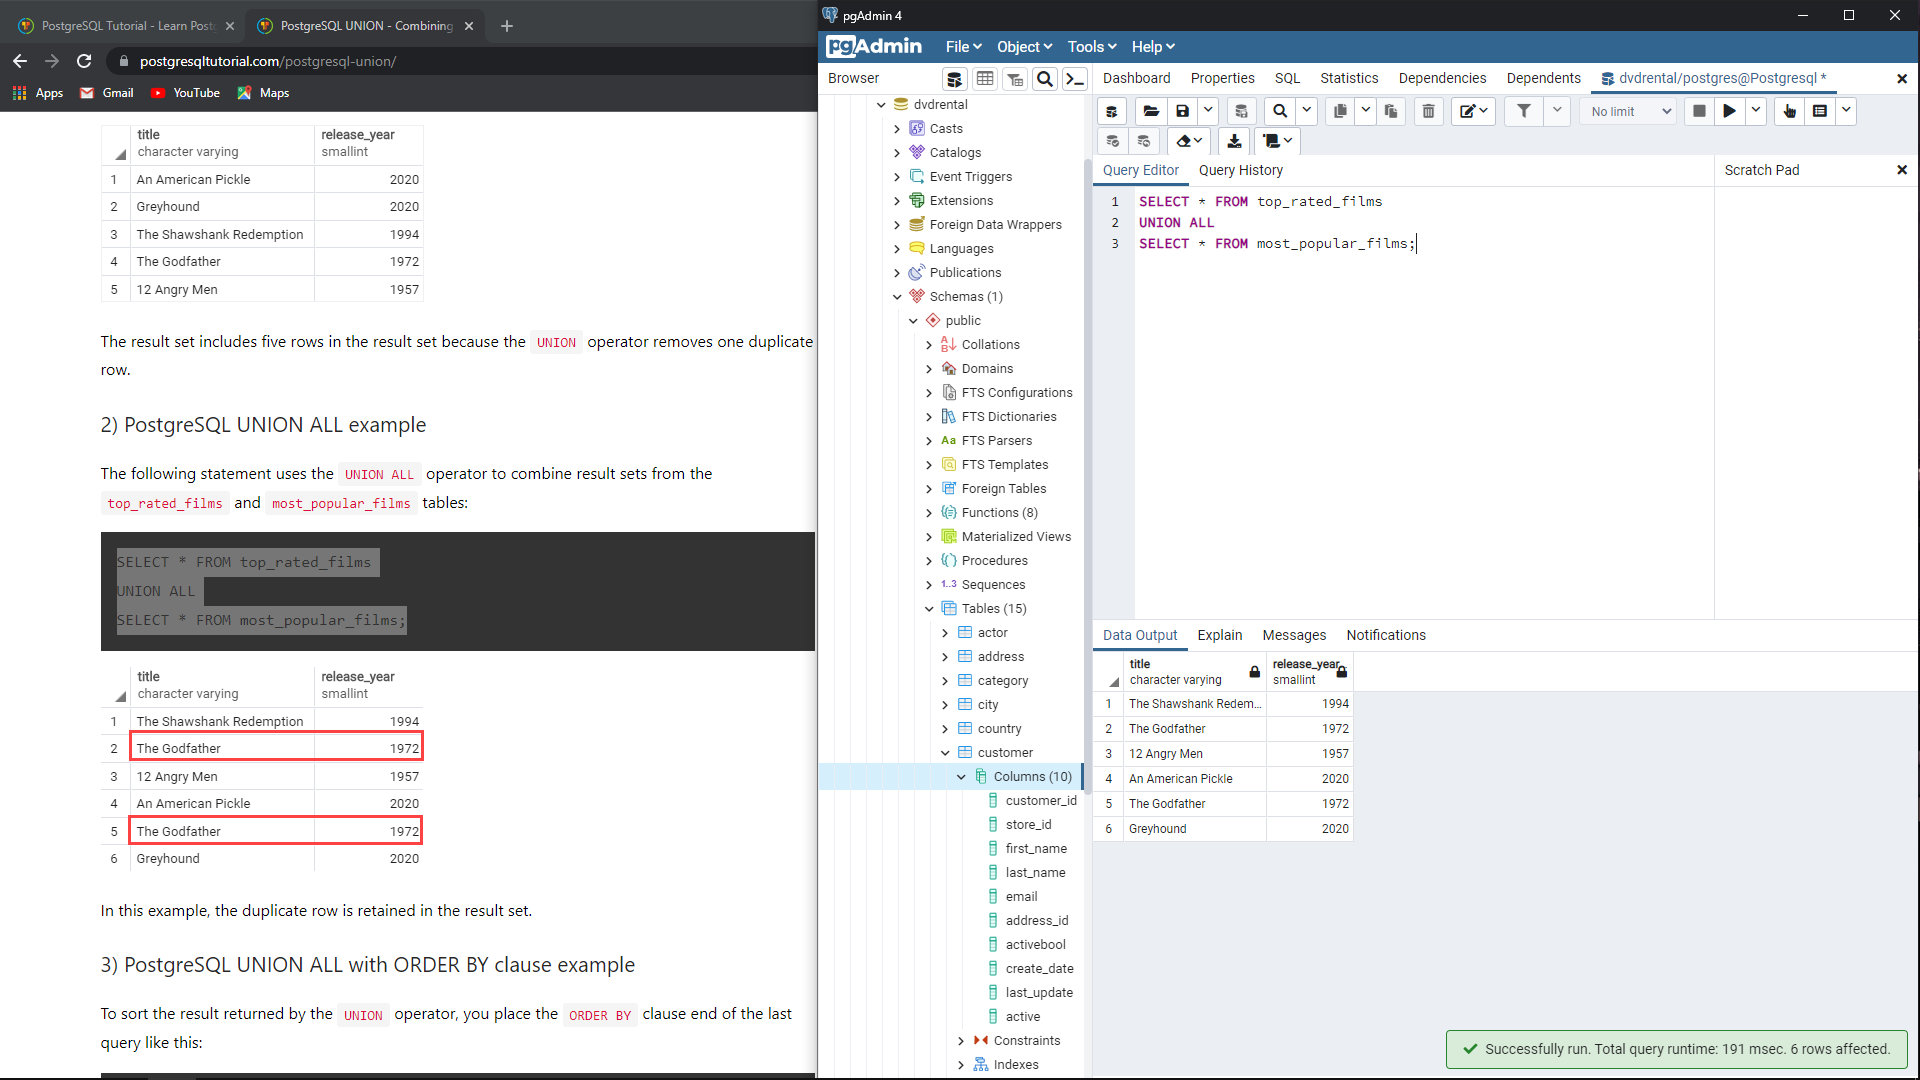 PostgreSQL Tutorial - Learn Post
PostgreSQL UNION - Combining
postgresqltutorial.com/postgresql-union/
Apps
Gmail
YouTube
Maps
title
release_year
character varying
smallint
1 An American Pickle 2020
2 Greyhound 2020
3 The Shawshank Redemption 1994
4 The Godfather 1972
5 12 Angry Men 1957
The result set includes five rows in the result set because the UNION operator removes one duplicate
row.
2) PostgreSQL UNION ALL example
The following statement uses the UNION ALL operator to combine result sets from the
top_rated_films and most_popular_films tables:
SELECT * FROM top_rated_films
UNION ALL
SELECT * FROM most_popular_films;
title
release_year
character varying
smallint
1 The Shawshank Redemption 1994
2 The Godfather 1972
3 12 Angry Men 1957
4 An American Pickle 2020
5 The Godfather 1972
6 Greyhound 2020
In this example, the duplicate row is retained in the result set.
3) PostgreSQL UNION ALL with ORDER BY clause example
To sort the result returned by the UNION operator, you place the ORDER BY clause end of the last
query like this:
pgAdmin 4
pgAdmin
File
Object
Tools
Help
Browser
Dashboard
Properties
SQL
Statistics
Dependencies
Dependents
dvdrental/postgres@Postgresql *
No limit
dvdrental
Casts
Catalogs
Event Triggers
Extensions
Foreign Data Wrappers
Languages
Publications
Schemas (1)
public
Collations
Domains
FTS Configurations
FTS Dictionaries
Aa FTS Parsers
FTS Templates
Foreign Tables
Functions (8)
Materialized Views
Procedures
1..3 Sequences
Tables (15)
actor
address
category
city
country
customer
Columns (10)
customer_id
store_id
first_name
last_name
email
address_id
activebool
create_date
last_update
active
Constraints
Indexes
Query Editor
Query History
Scratch Pad
1 SELECT * FROM top_rated_films
2 UNION ALL
3 SELECT * FROM most_popular_films;
Data Output
Explain
Messages
Notifications
title
release_year
character varying
smallint
1 The Shawshank Redem... 1994
2 The Godfather 1972
3 12 Angry Men 1957
4 An American Pickle 2020
5 The Godfather 1972
6 Greyhound 2020
Successfully run. Total query runtime: 191 msec. 6 rows affected.